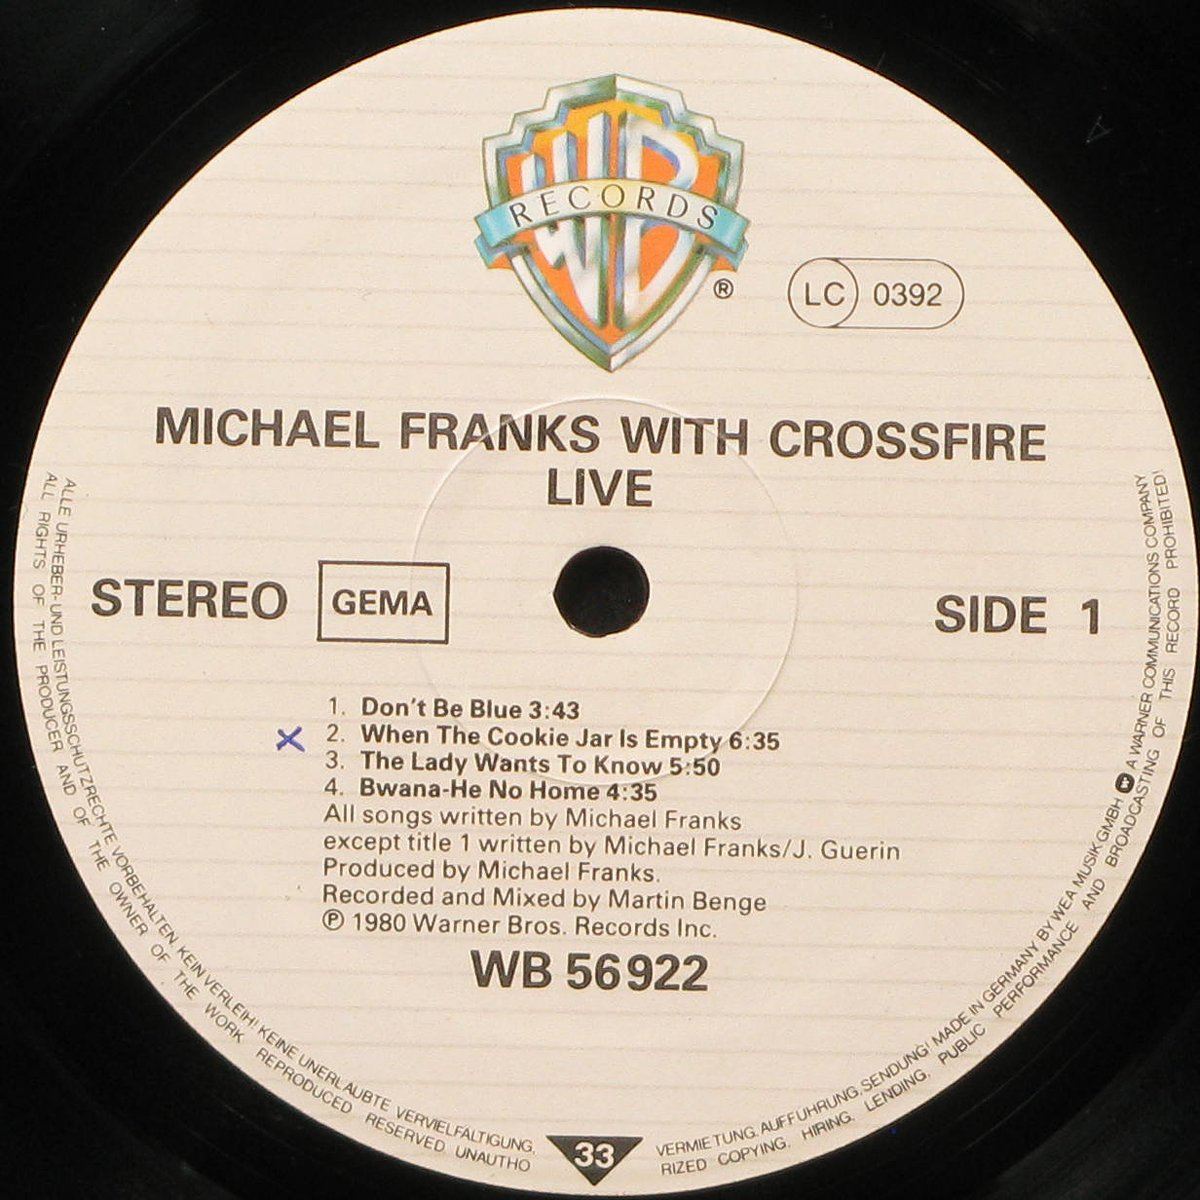 WB
RECORDS
®
LC 0392
MICHAEL FRANKS WITH CROSSFIRE
LIVE
STEREO GEMA SIDE 1
1. Don't Be Blue 3:43
2. When The Cookie Jar Is Empty 6:35
3. The Lady Wants To Know 5:50
4. Bwana-He No Home 4:35
All songs written by Michael Franks
except title 1 written by Michael Franks/J. Guerin
Produced by Michael Franks.
Recorded and Mixed by Martin Benge
℗ 1980 Warner Bros. Records Inc.
WB 56922
ALLE URHEBER- UND LEISTUNGSSCHUTZRECHTE VORBEHALTEN. KEIN VERLEIH! KEINE UNERLAUBTE VERVIELFÄLTIGUNG, VERMIETUNG, AUFFÜHRUNG, SENDUNG! MADE IN GERMANY BY WEA MUSIK GMBH A WARNER COMMUNICATIONS COMPANY
ALL RIGHTS OF THE PRODUCER AND OF THE OWNER OF THE WORK REPRODUCED RESERVED UNAUTHORIZED COPYING, HIRING, LENDING, PUBLIC PERFORMANCE AND BROADCASTING OF THIS RECORD PROHIBITED!
33